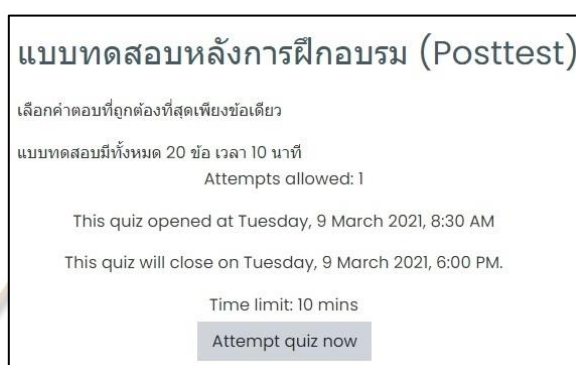 แบบทดสอบหลังการฝึกอบรม (Posttest)
เลือกคำตอบที่ถูกต้องที่สุดเพียงข้อเดียว
แบบทดสอบมีทั้งหมด 20 ข้อ เวลา 10 นาที
Attempts allowed: 1
This quiz opened at Tuesday, 9 March 2021, 8:30 AM
This quiz will close on Tuesday, 9 March 2021, 6:00 PM.
Time limit: 10 mins
Attempt quiz now